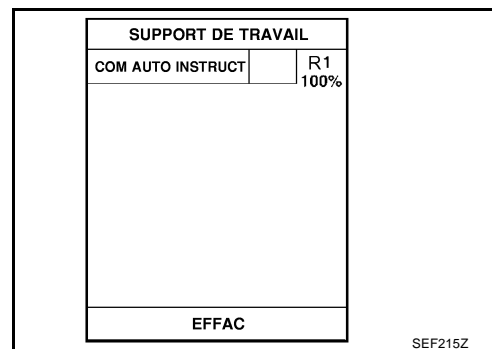 SUPPORT DE TRAVAIL
COM AUTO INSTRUCT R1
100%
EFFAC
SEF215Z